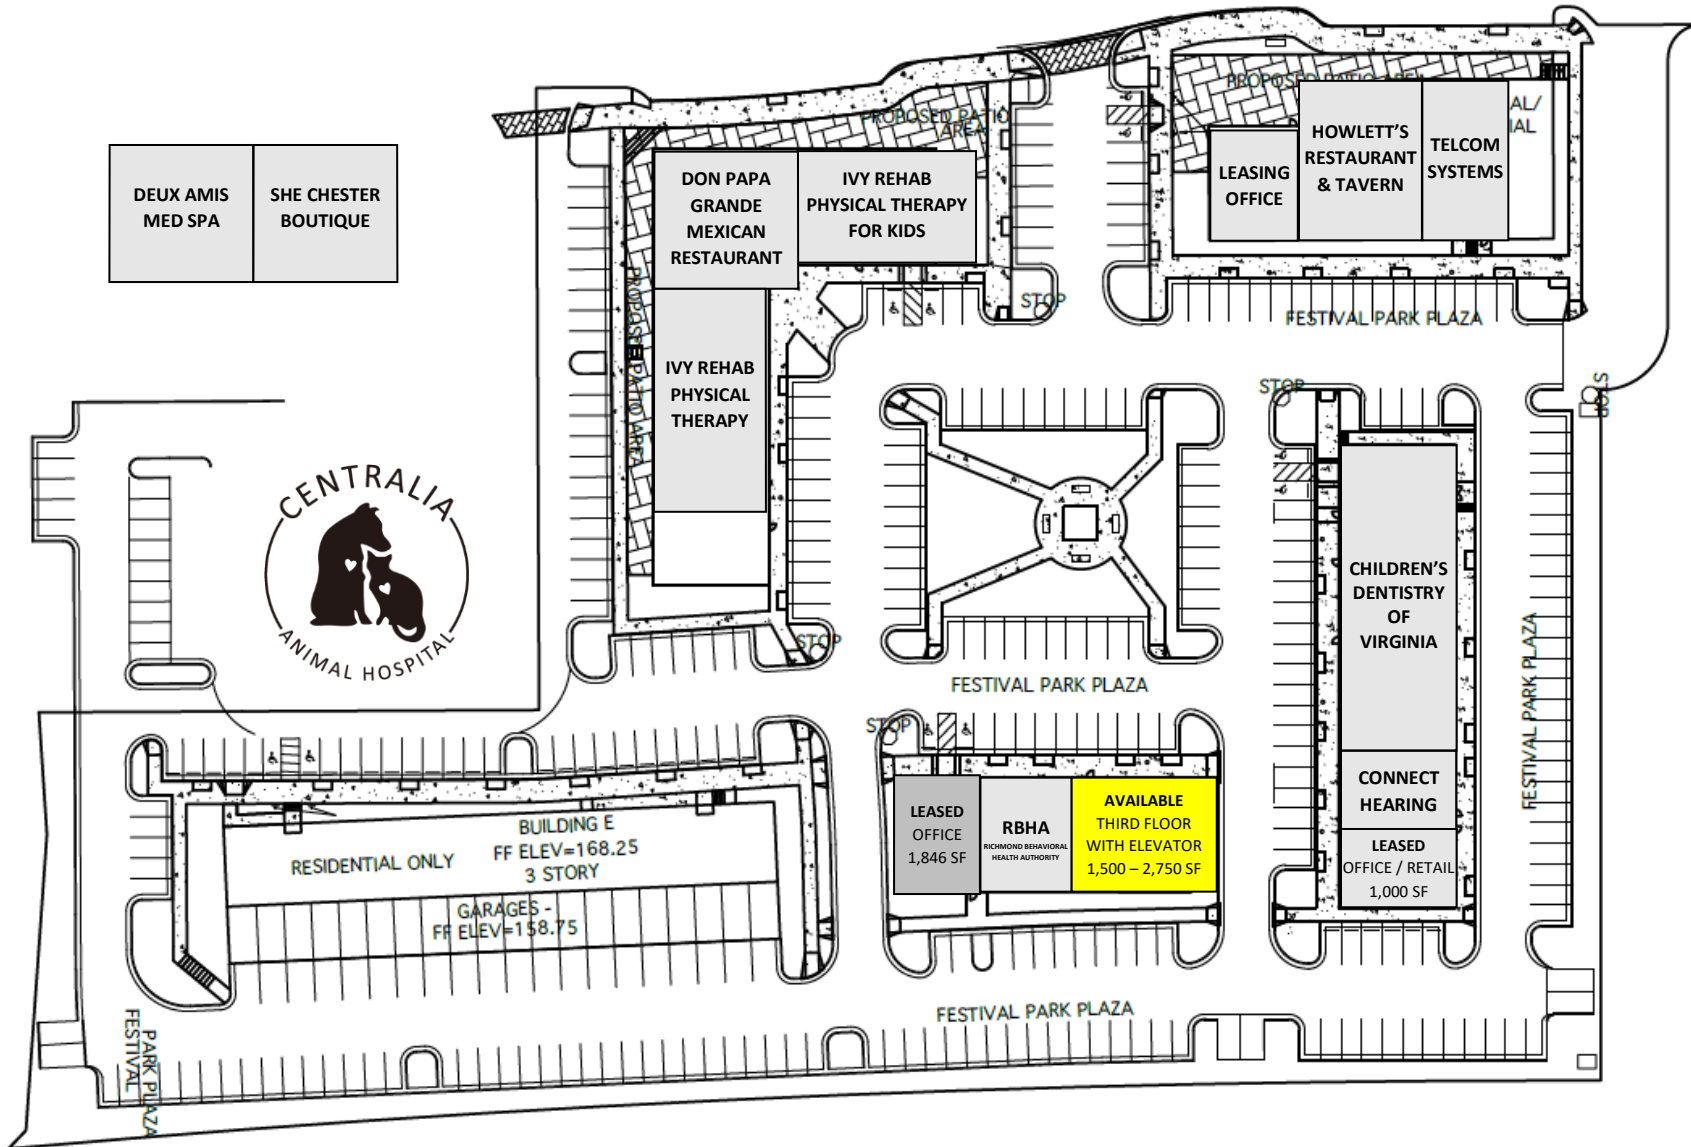 PROPOSED PATIO AREA
AL/
IAL
PROPOSED PATIO
AREA
HOWLETT'S
RESTAURANT
& TAVERN
TELCOM
SYSTEMS
LEASING
OFFICE
DEUX AMIS
MED SPA
SHE CHESTER
BOUTIQUE
DON PAPA
GRANDE
MEXICAN
RESTAURANT
IVY REHAB
PHYSICAL THERAPY
FOR KIDS
STOP
FESTIVAL PARK PLAZA
PROPOSED PATIO AREA
IVY REHAB
PHYSICAL
THERAPY
STOP
STOP
CENTRALIA
ANIMAL HOSPITAL
CHILDREN'S
DENTISTRY
OF
VIRGINIA
STOP
FESTIVAL PARK PLAZA
FESTIVAL PARK PLAZA
STOP
CONNECT
HEARING
LEASED
OFFICE / RETAIL
1,000 SF
LEASED
OFFICE
1,846 SF
RBHA
RICHMOND BEHAVIORAL
HEALTH AUTHORITY
AVAILABLE
THIRD FLOOR
WITH ELEVATOR
1,500 – 2,750 SF
RESIDENTIAL ONLY
BUILDING E
FF ELEV=168.25
3 STORY
GARAGES -
FF ELEV=158.75
FESTIVAL PARK PLAZA
FESTIVAL
PARK PLAZA